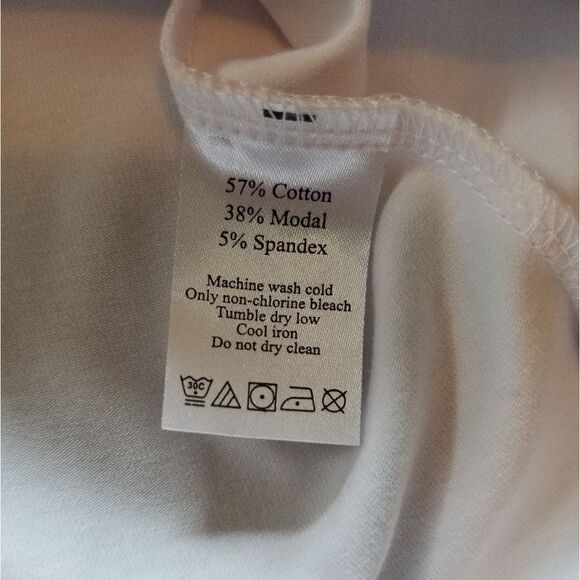 57% Cotton
38% Modal
5% Spandex
Machine wash cold
Only non-chlorine bleach
Tumble dry low
Cool iron
Do not dry clean
30C